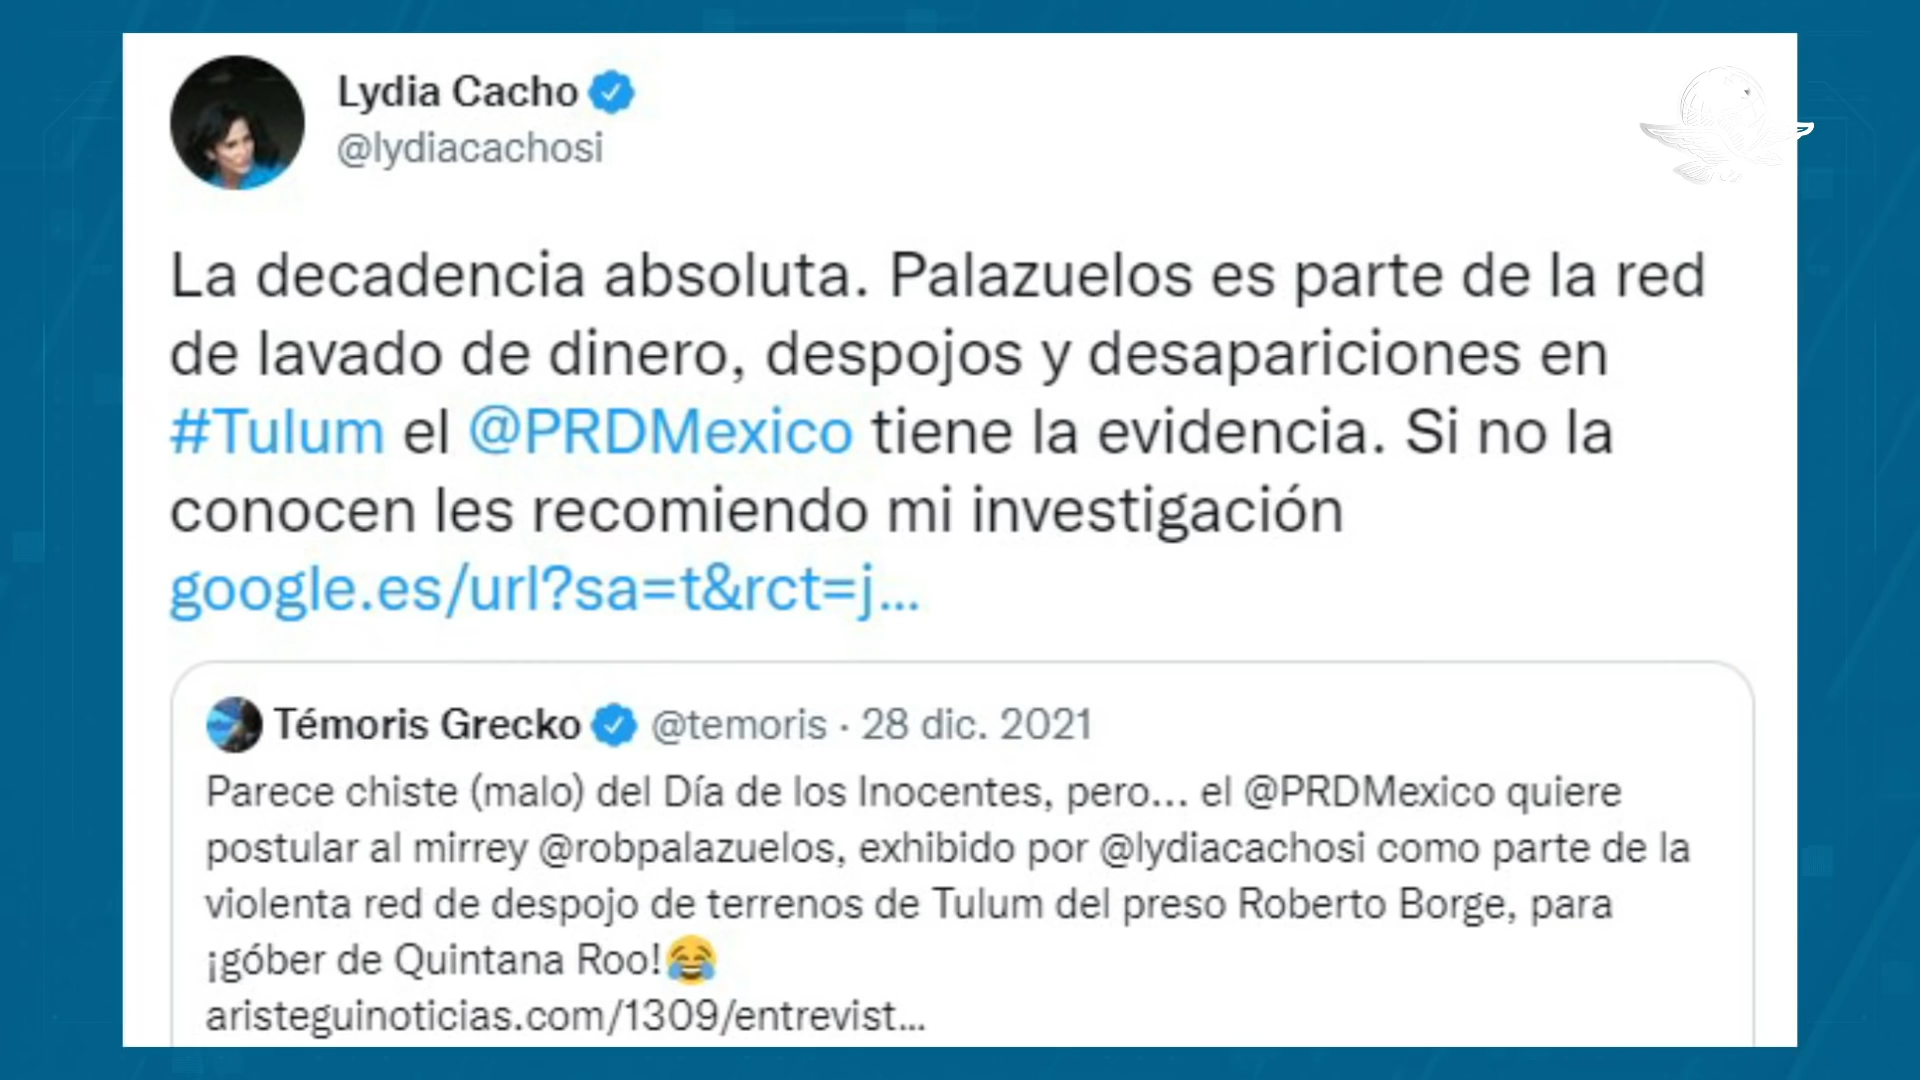 Lydia Cacho
@lydiacachosi
La decadencia absoluta. Palazuelos es parte de la red
de lavado de dinero, despojos y desapariciones en
#Tulum el @PRDMexico tiene la evidencia. Si no la
conocen les recomiendo mi investigación
google.es/url?sa=t&rct=j...
Témoris Grecko @temoris · 28 dic. 2021
Parece chiste (malo) del Día de los Inocentes, pero... el @PRDMexico quiere
postular al mirrey @robpalazuelos, exhibido por @lydiacachosi como parte de la
violenta red de despojo de terrenos de Tulum del preso Roberto Borge, para
¡góber de Quintana Roo!😂
aristeguinoticias.com/1309/entrevist...